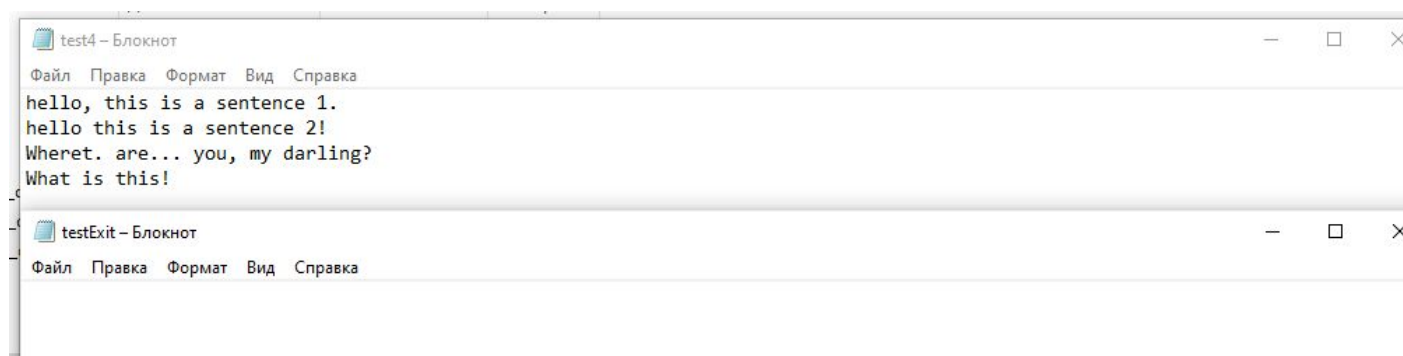 test4 – Блокнот
Файл Правка Формат Вид Справка
hello, this is a sentence 1.
hello this is a sentence 2!
Wheret. are... you, my darling?
What is this!
testExit – Блокнот
Файл Правка Формат Вид Справка